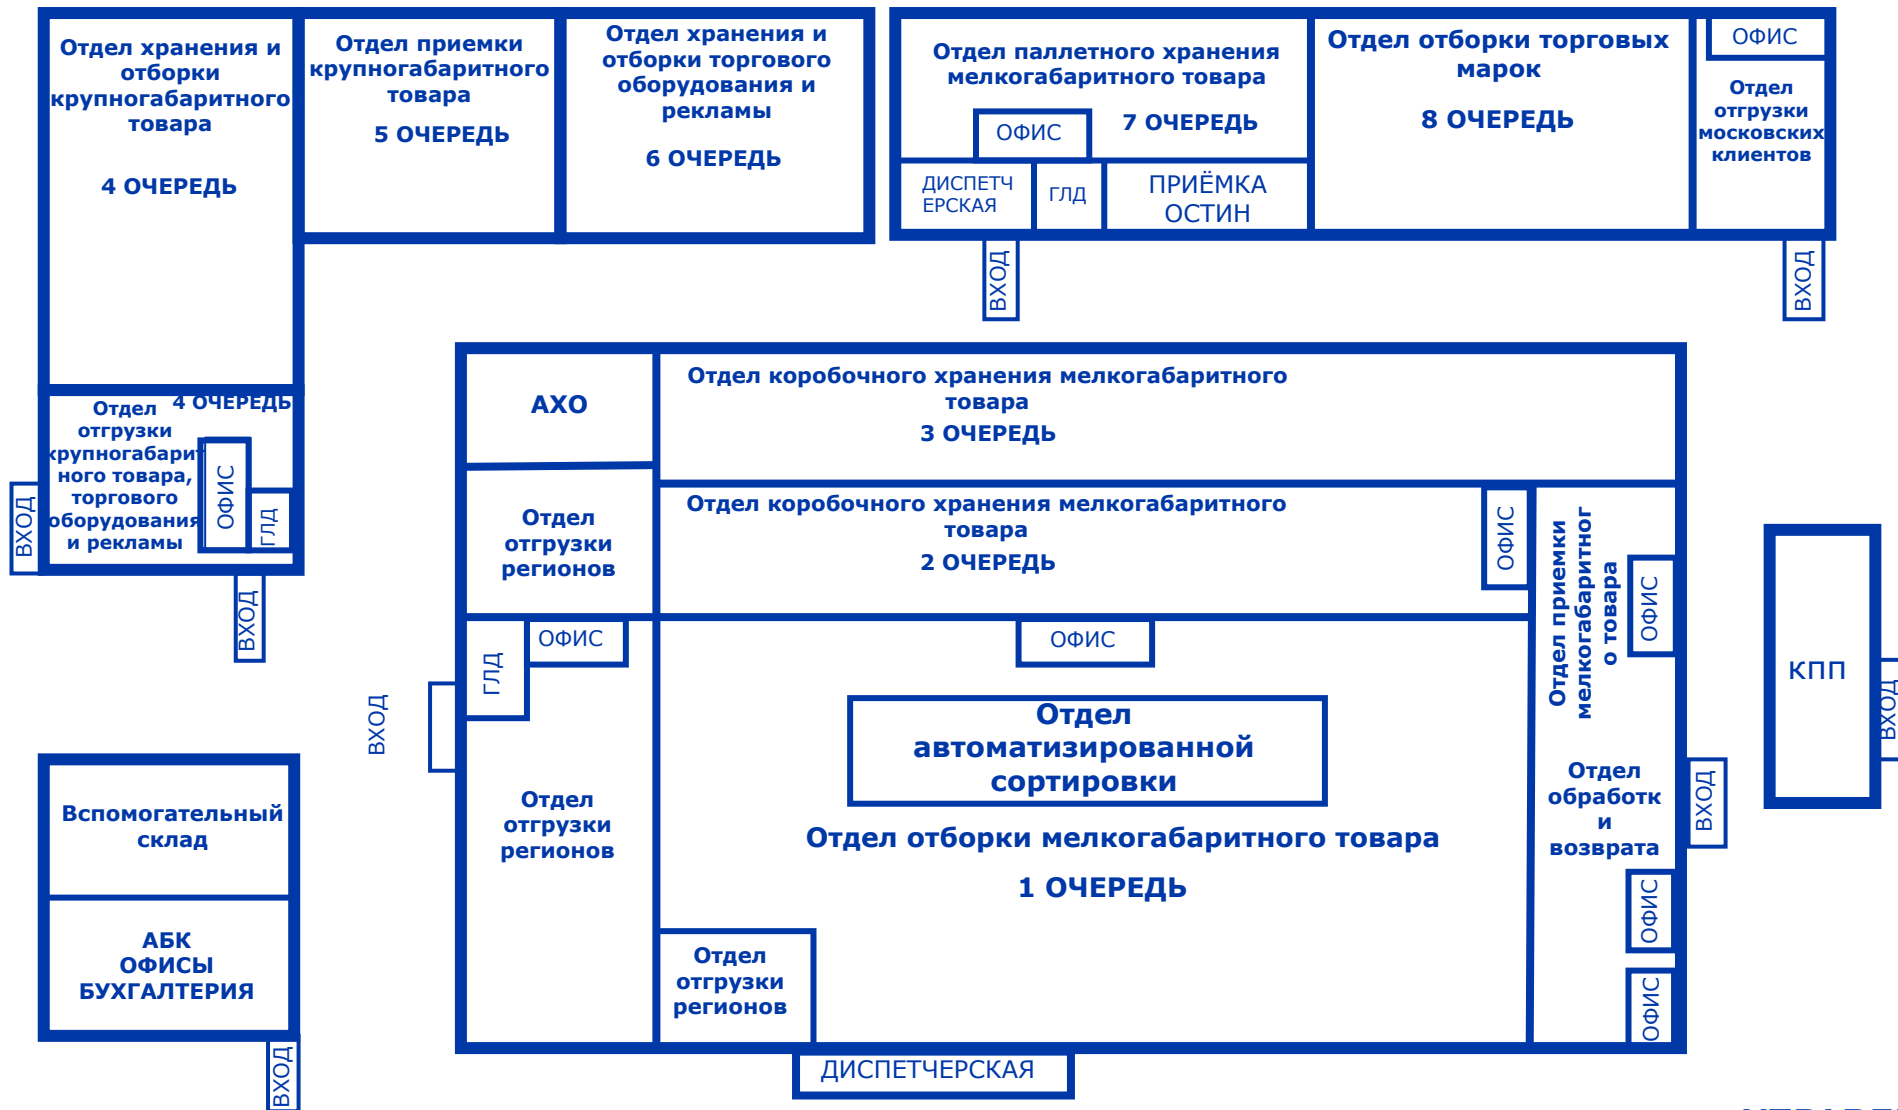 Отдел хранения и
отборки
крупногабаритного
товара
4 ОЧЕРЕДЬ
Отдел приемки
крупногабаритного
товара
5 ОЧЕРЕДЬ
Отдел хранения и
отборки торгового
оборудования и
рекламы
6 ОЧЕРЕДЬ
Отдел паллетного хранения
мелкогабаритного товара
7 ОЧЕРЕДЬ
ОФИС
ДИСПЕТЧ
ЕРСКАЯ
ГЛД
ПРИЁМКА
ОСТИН
Отдел отборки торговых
марок
8 ОЧЕРЕДЬ
ОФИС
Отдел
отгрузки
московских
клиентов
ВХОД
ВХОД
4 ОЧЕРЕДЬ
Отдел
отгрузки
крупногабарит
ного товара,
торгового
оборудования
и рекламы
ОФИС
ГЛД
ВХОД
ВХОД
АХО
Отдел коробочного хранения мелкогабаритного
товара
3 ОЧЕРЕДЬ
Отдел
отгрузки
регионов
Отдел коробочного хранения мелкогабаритного
товара
2 ОЧЕРЕДЬ
ОФИС
Отдел приемки
мелкогабаритног
о товара
ОФИС
ГЛД
ОФИС
ОФИС
ВХОД
Отдел
автоматизированной
сортировки
Отдел отборки мелкогабаритного товара
1 ОЧЕРЕДЬ
Отдел
отгрузки
регионов
Отдел
отгрузки
регионов
Отдел
обработк
и
возврата
ВХОД
ОФИС
ОФИС
ДИСПЕТЧЕРСКАЯ
КПП
ВХОД
Вспомогательный
склад
АБК
ОФИСЫ
БУХГАЛТЕРИЯ
ВХОД